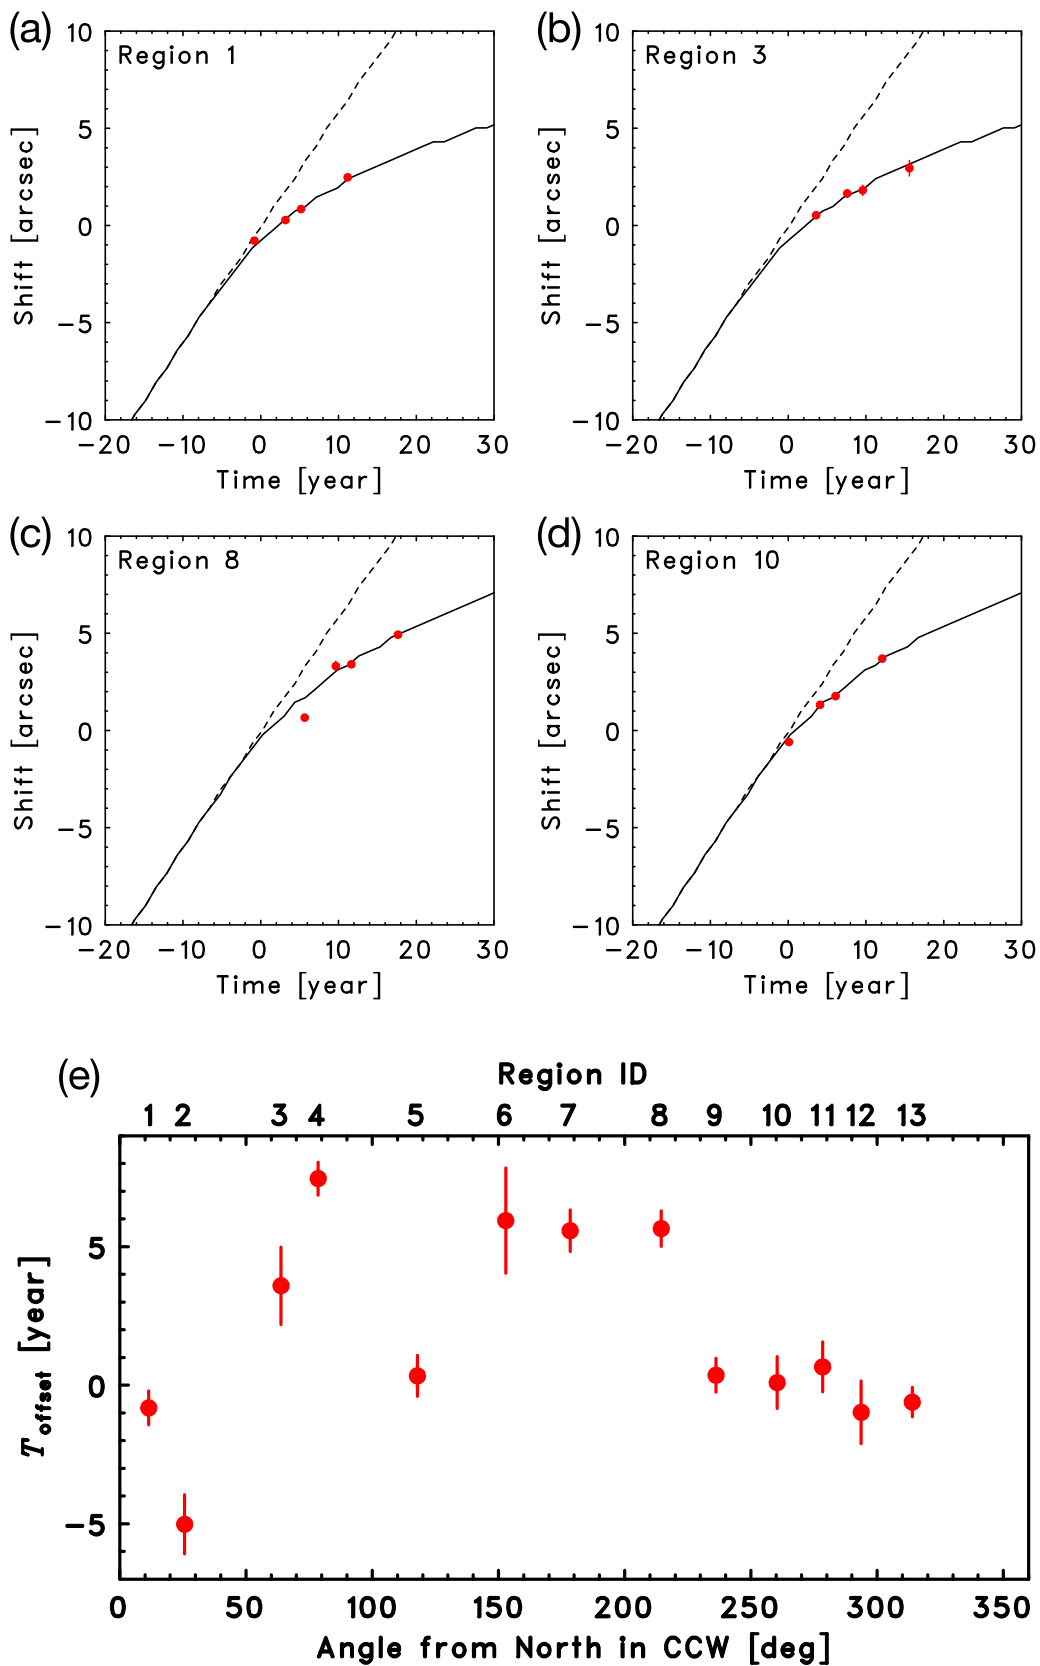 (a)
Region 1
10
5
0
−5
−10
Shift [arcsec]
−20 −10 0 10 20 30
Time [year]
(b)
Region 3
10
5
0
−5
−10
Shift [arcsec]
−20 −10 0 10 20 30
Time [year]
(c)
Region 8
10
5
0
−5
−10
Shift [arcsec]
−20 −10 0 10 20 30
Time [year]
(d)
Region 10
10
5
0
−5
−10
Shift [arcsec]
−20 −10 0 10 20 30
Time [year]
(e)
Region ID
1 2 3 4 5 6 7 8 9 10 11 12 13
5
0
−5
Toffset [year]
0 50 100 150 200 250 300 350
Angle from North in CCW [deg]